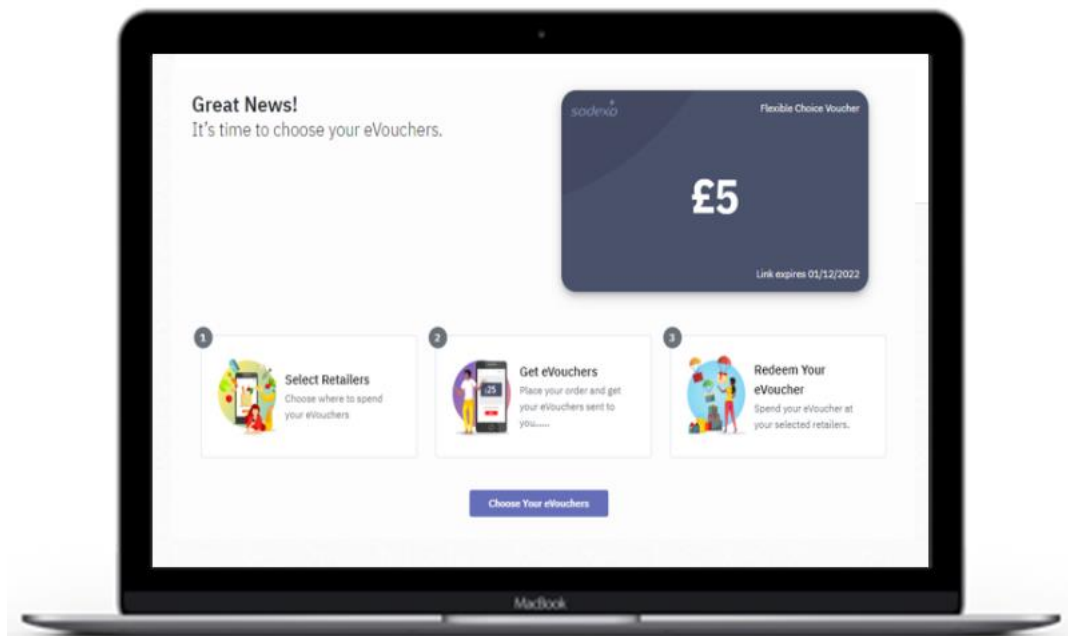 Great News!
It's time to choose your eVouchers.
sodexo
Flexible Choice Voucher
£5
Link expires 01/12/2022
1
Select Retailers
Choose where to spend
your eVouchers
2
£25
Get eVouchers
Place your order and get
your eVouchers sent to
you......
3
Redeem Your
eVoucher
Spend your eVoucher at
your selected retailers.
Choose Your eVouchers
MacBook